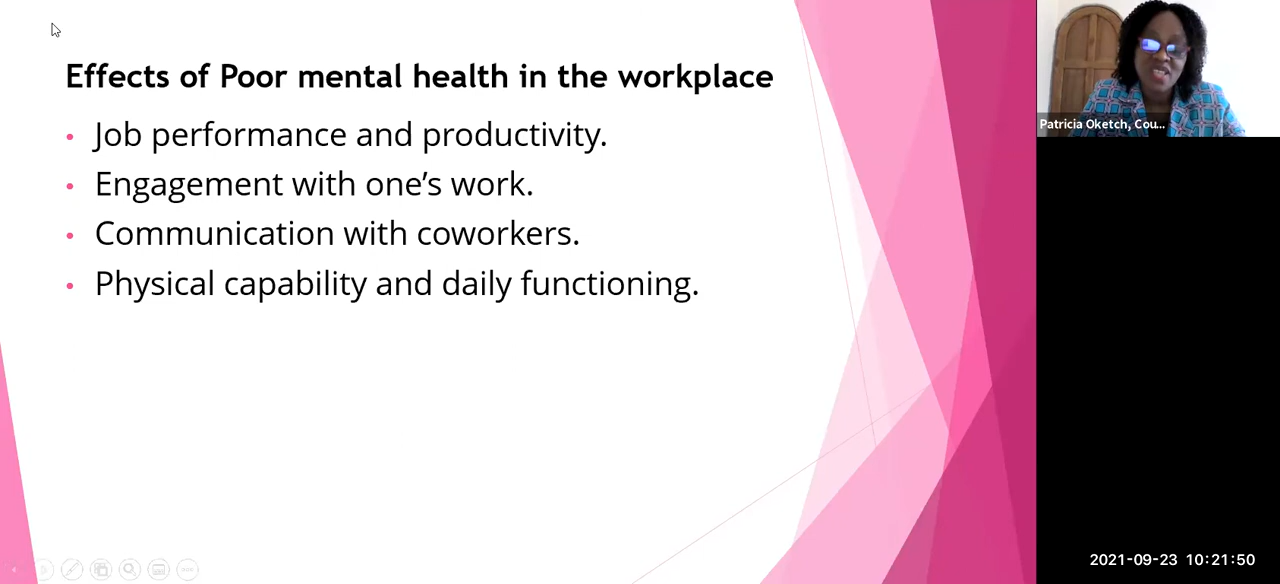 Effects of Poor mental health in the workplace
• Job performance and productivity.
• Engagement with one’s work.
• Communication with coworkers.
• Physical capability and daily functioning.
Patricia Oketch, Cou...
2021-09-23 10:21:50